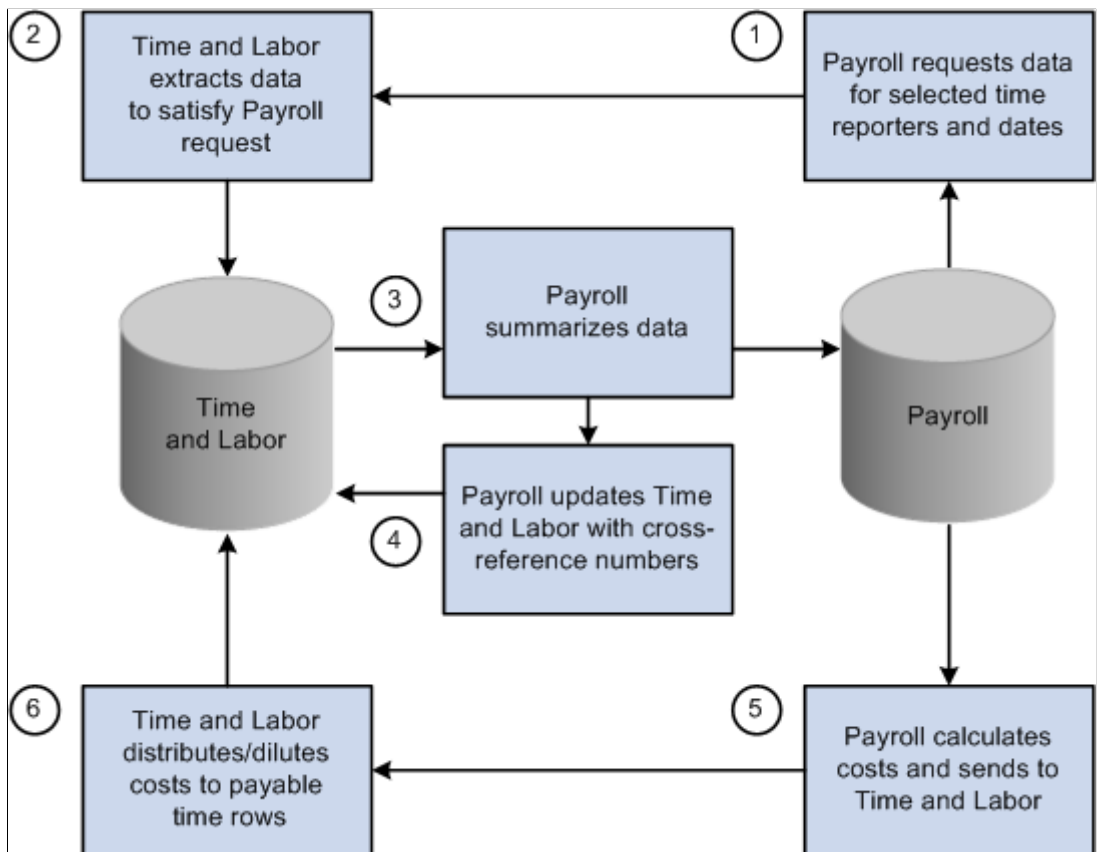 2
Time and Labor
extracts data
to satisfy Payroll
request
1
Payroll requests data
for selected time
reporters and dates
3
Payroll
summarizes data
Time
and Labor
Payroll
4
Payroll updates Time
and Labor with cross-
reference numbers
6
Time and Labor
distributes/dilutes
costs to payable
time rows
5
Payroll calculates
costs and sends to
Time and Labor